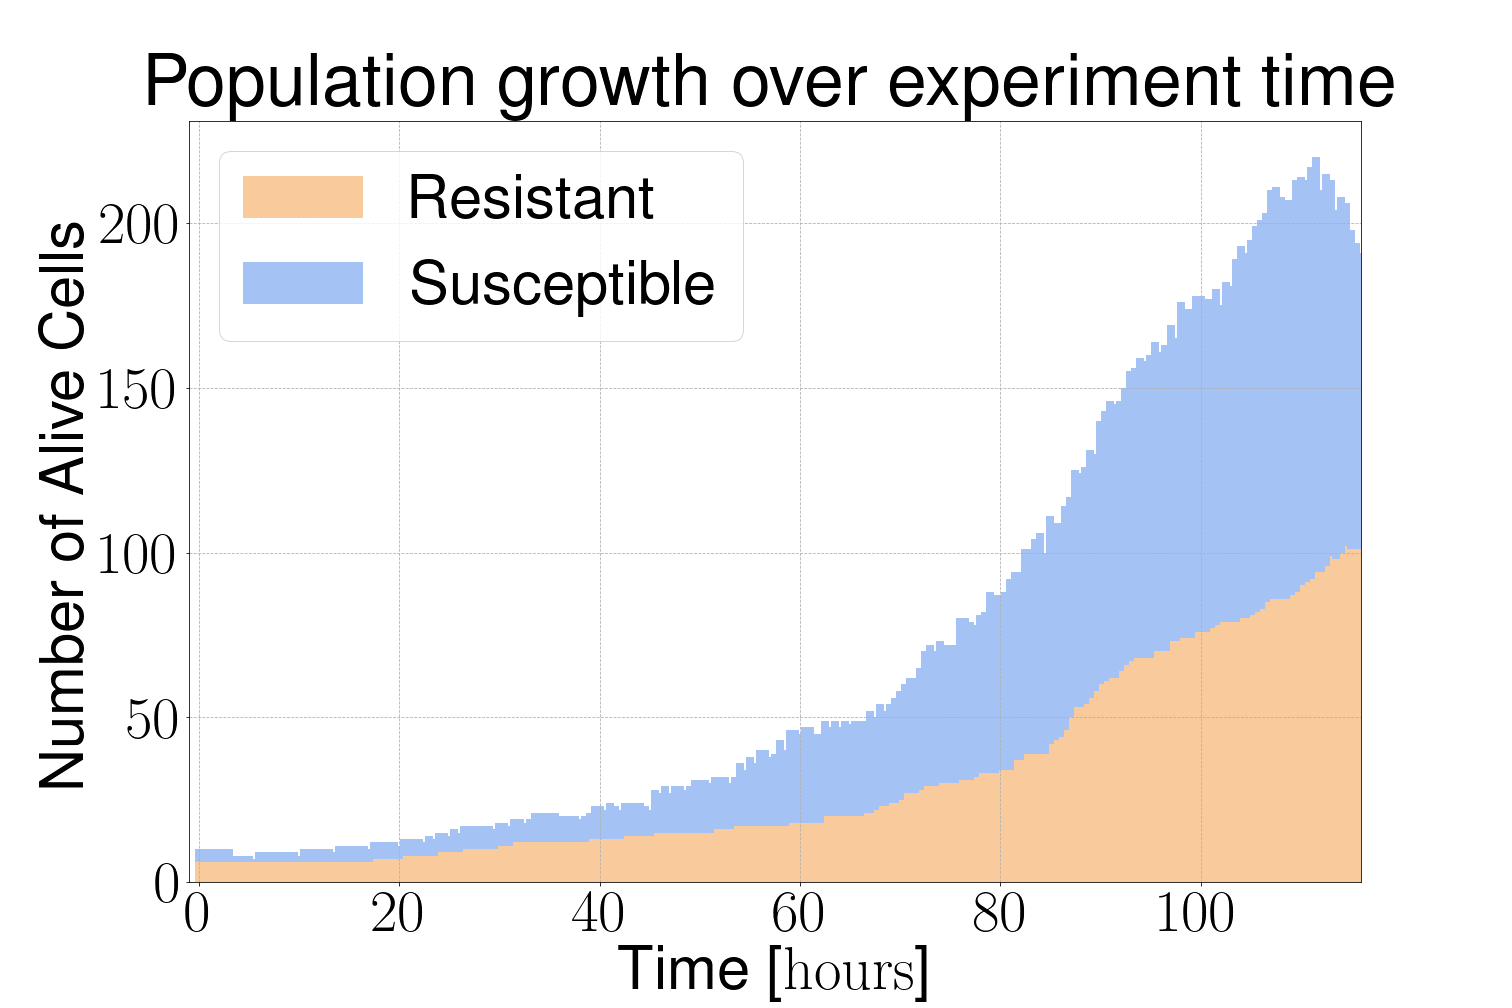 Population growth over experiment time
Resistant
Susceptible
Number of Alive Cells
200
150
100
50
0
0 20 40 60 80 100
Time [hours]